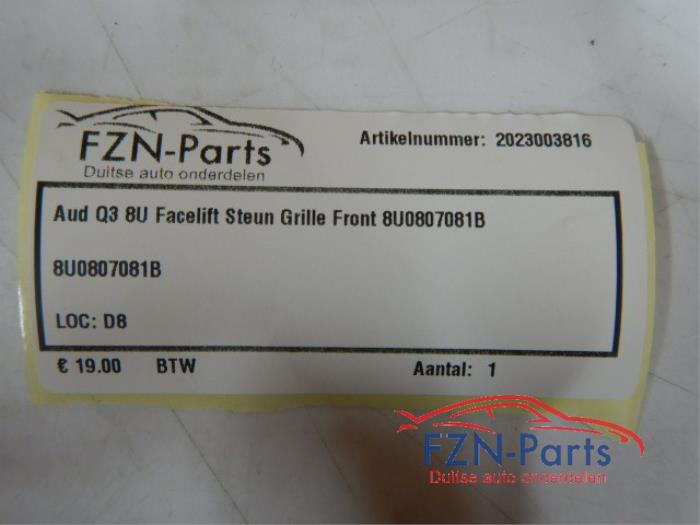 FZN-Parts
Duitse auto onderdelen
Artikelnummer: 2023003816
Aud Q3 8U Facelift Steun Grille Front 8U0807081B
8U0807081B
LOC: D8
€ 19.00 BTW Aantal: 1
FZN-Parts
Duitse auto onderdelen